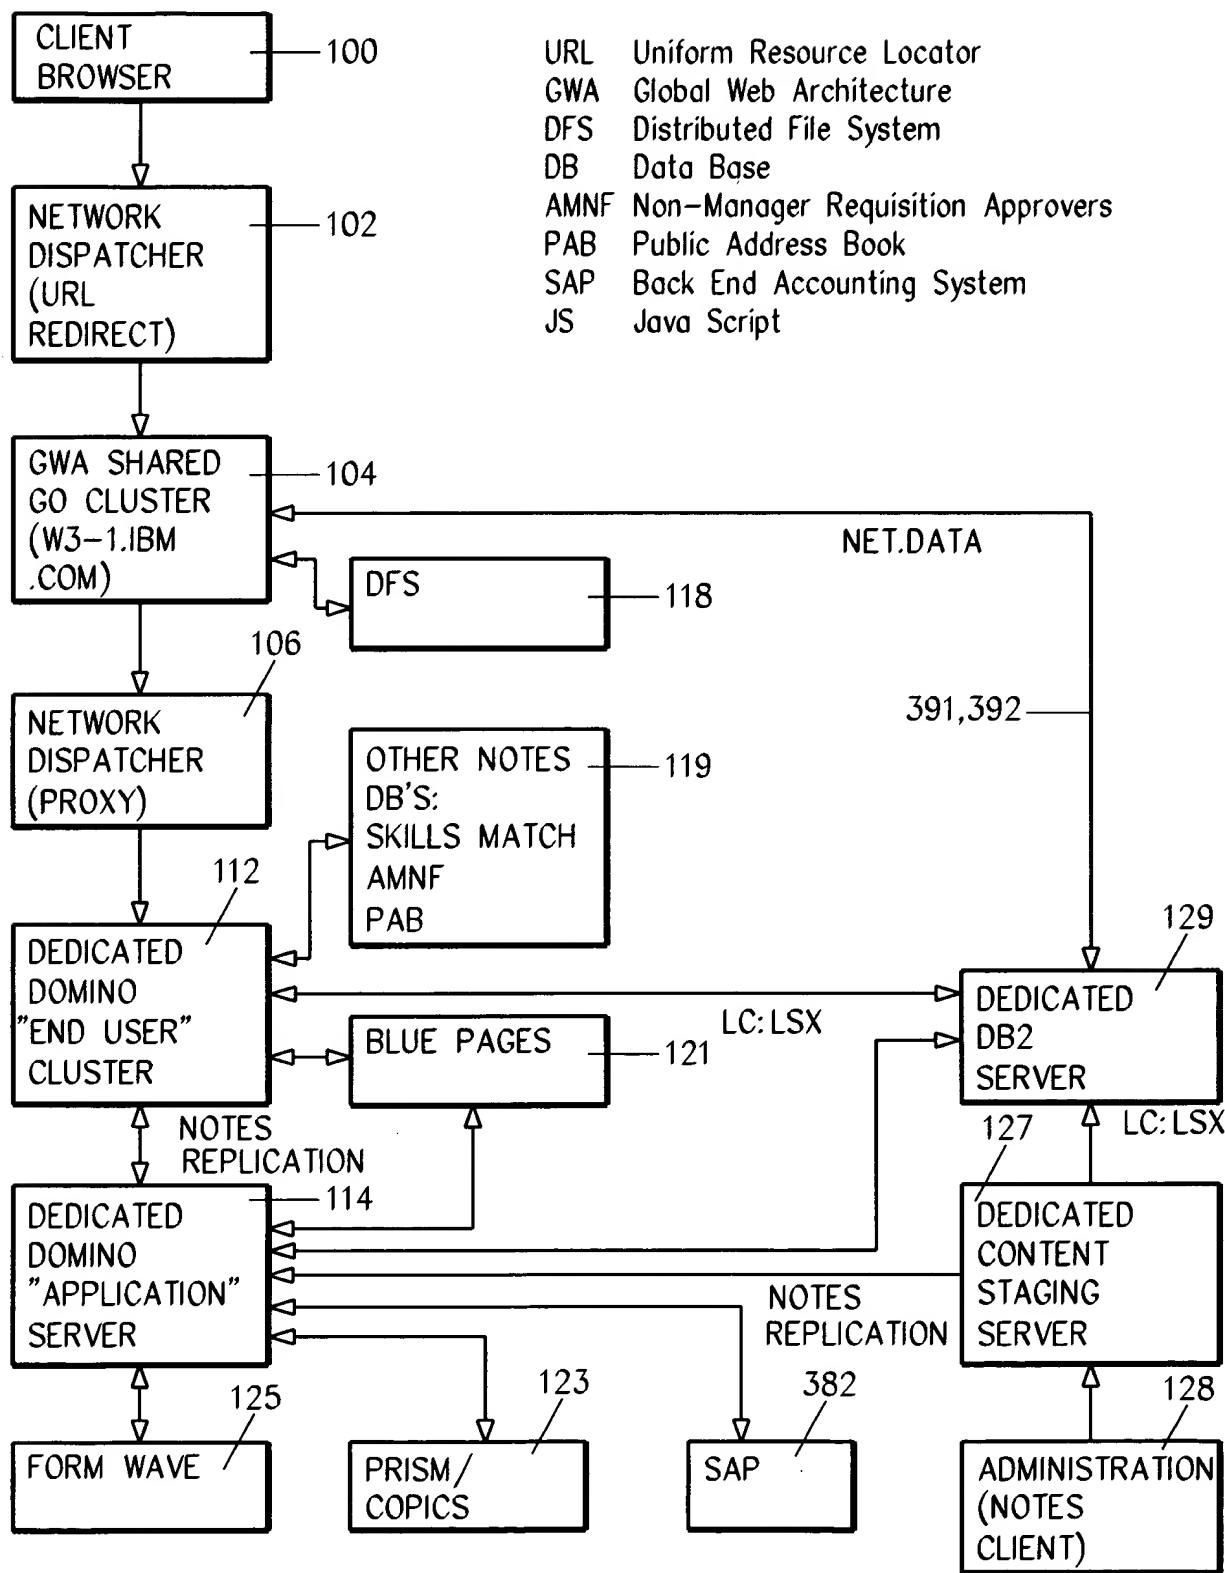 CLIENT
BROWSER
100
URL Uniform Resource Locator
GWA Global Web Architecture
DFS Distributed File System
DB Data Base
AMNF Non-Manager Requisition Approvers
PAB Public Address Book
SAP Back End Accounting System
JS Java Script
NETWORK
DISPATCHER
(URL
REDIRECT)
102
GWA SHARED
GO CLUSTER
(W3-1.IBM
.COM)
104
NET.DATA
DFS
118
106
NETWORK
DISPATCHER
(PROXY)
391,392
OTHER NOTES
DB'S:
SKILLS MATCH
AMNF
PAB
119
112
DEDICATED
DOMINO
"END USER"
CLUSTER
129
DEDICATED
DB2
SERVER
LC:LSX
BLUE PAGES
121
NOTES
REPLICATION
127
LC:LSX
114
DEDICATED
DOMINO
"APPLICATION"
SERVER
DEDICATED
CONTENT
STAGING
SERVER
NOTES
REPLICATION
125
FORM WAVE
123
PRISM/
COPICS
382
SAP
128
ADMINISTRATION
(NOTES
CLIENT)